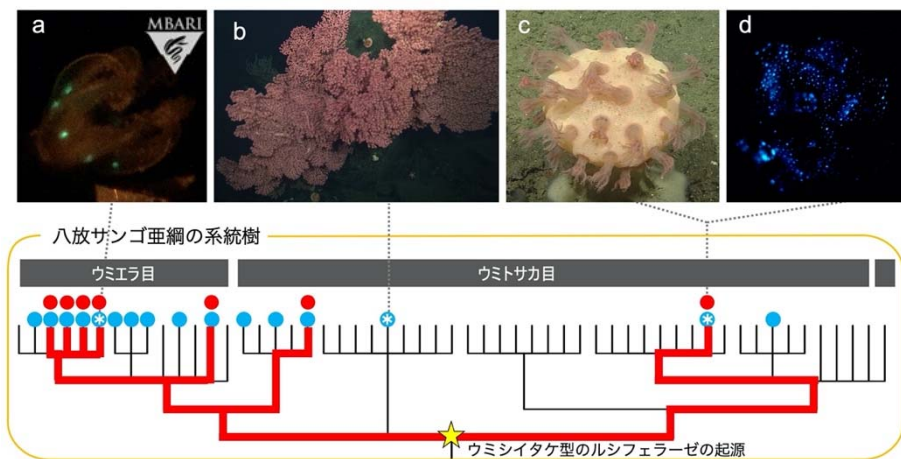 a
MBARI
b
c
d
八放サンゴ亜綱の系統樹
ウミエラ目
ウミトサカ目
ウミシイタケ型のルシフェラーゼの起源